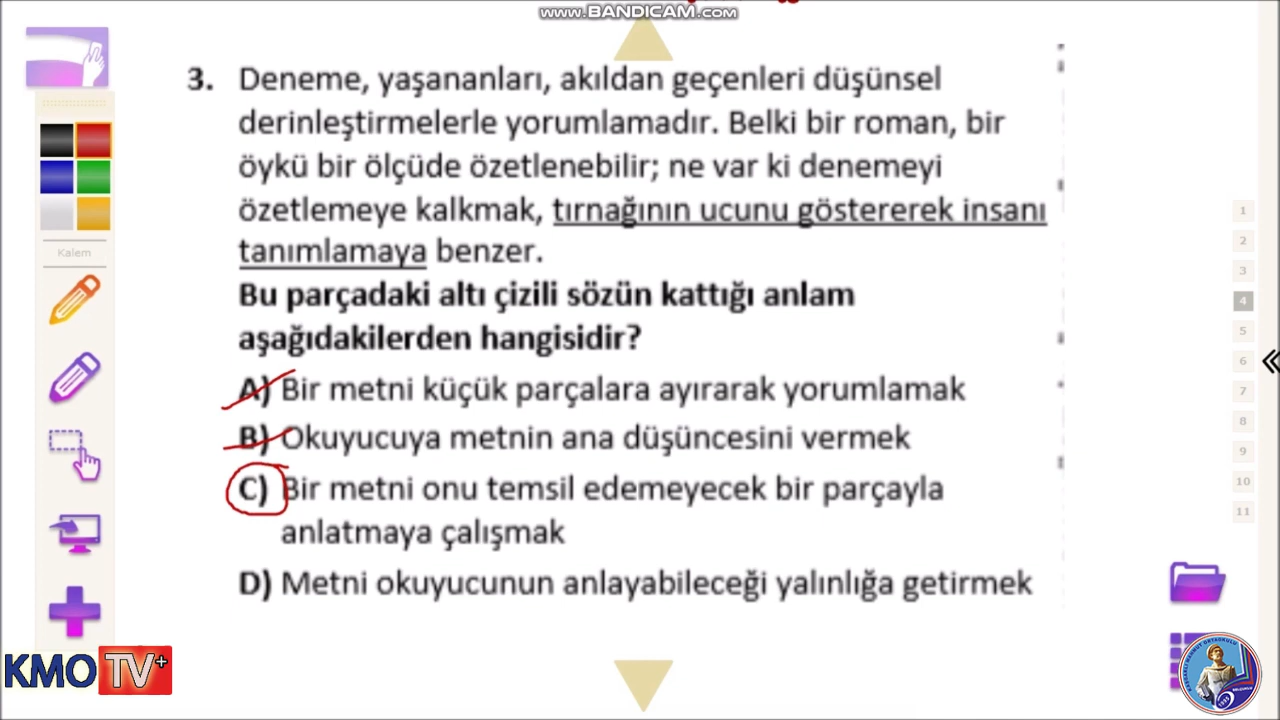 www.BANDICAM.com
3. Deneme, yaşananları, akıldan geçenleri düşünsel
derinleştirmelerle yorumlamadır. Belki bir roman, bir
öykü bir ölçüde özetlenebilir; ne var ki denemeyi
özetlemeye kalkmak, tırnağının ucunu göstererek insanı
tanımlamaya benzer.
Bu parçadaki altı çizili sözün kattığı anlam
aşağıdakilerden hangisidir?
A) Bir metni küçük parçalara ayırarak yorumlamak
B) Okuyucuya metnin ana düşüncesini vermek
C) Bir metni onu temsil edemeyecek bir parçayla
anlatmaya çalışmak
D) Metni okuyucunun anlayabileceği yalınlığa getirmek
Kalem
1
2
3
4
5
6
7
8
9
10
11
KMO TV+